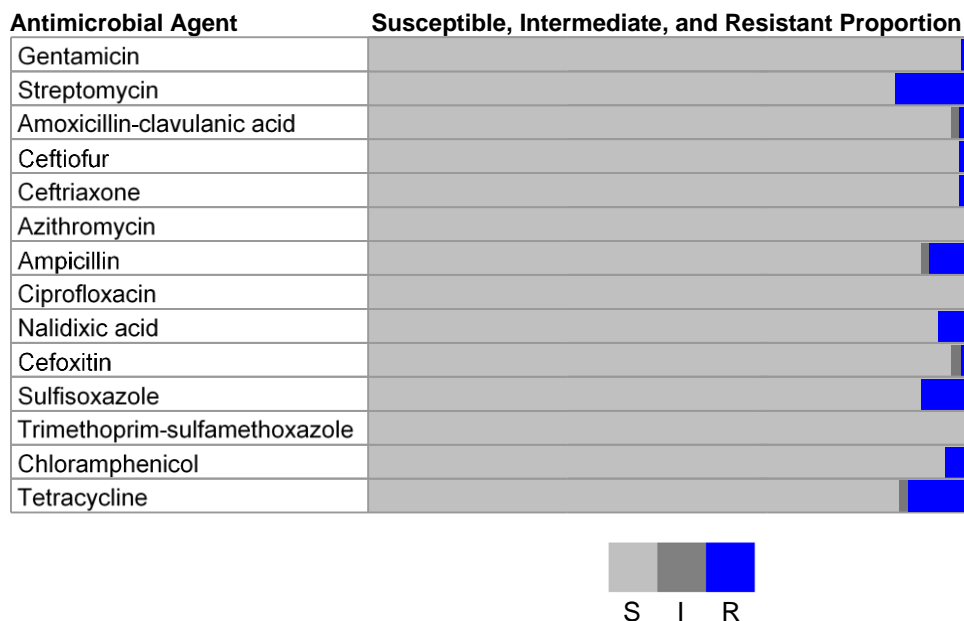 Antimicrobial Agent Susceptible, Intermediate, and Resistant Proportion
Gentamicin
Streptomycin
Amoxicillin-clavulanic acid
Ceftiofur
Ceftriaxone
Azithromycin
Ampicillin
Ciprofloxacin
Nalidixic acid
Cefoxitin
Sulfisoxazole
Trimethoprim-sulfamethoxazole
Chloramphenicol
Tetracycline
S I R